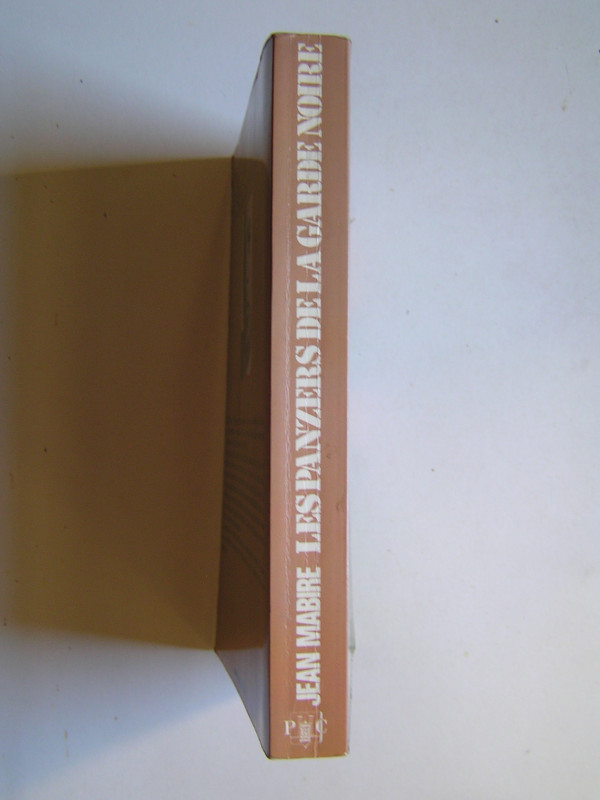 JEAN MABIRE LES PANZERS DE LA GARDE NOIRE
P C